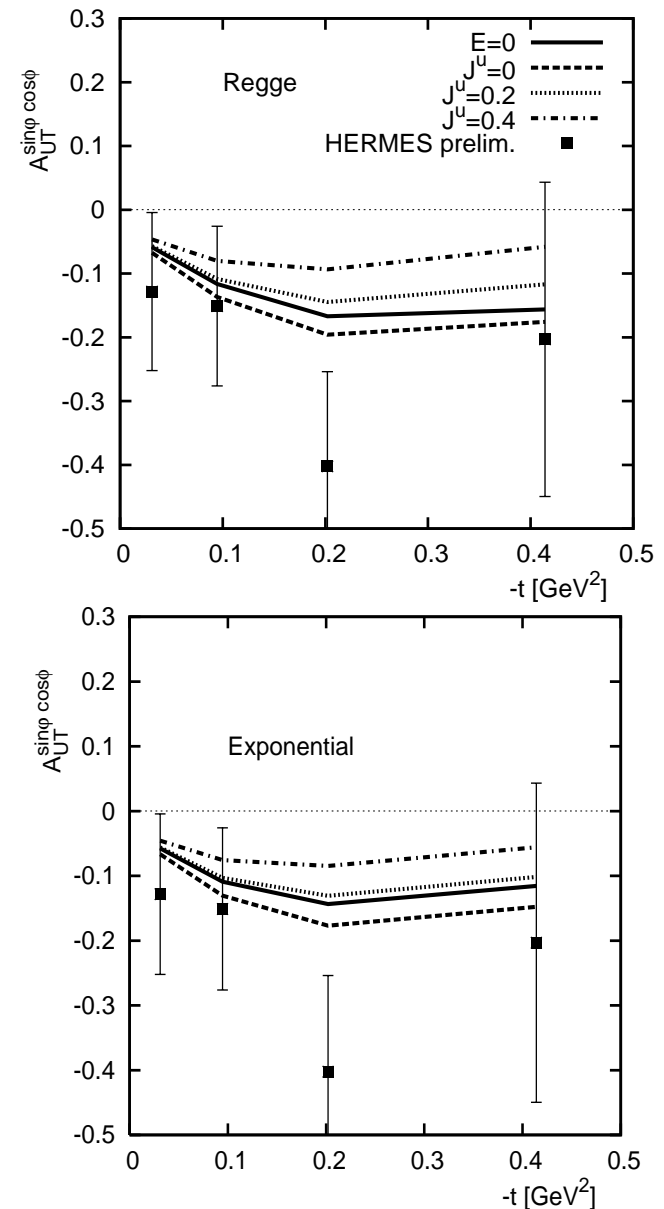 0.3
0.2
0.1
0
-0.1
-0.2
-0.3
-0.4
-0.5
A_UT^sinφ cosϕ
Regge
E=0
J^u=0
J^u=0.2
J^u=0.4
HERMES prelim.
0 0.1 0.2 0.3 0.4 0.5
-t [GeV^2]
0.3
0.2
0.1
0
-0.1
-0.2
-0.3
-0.4
-0.5
A_UT^sinφ cosϕ
Exponential
0 0.1 0.2 0.3 0.4 0.5
-t [GeV^2]